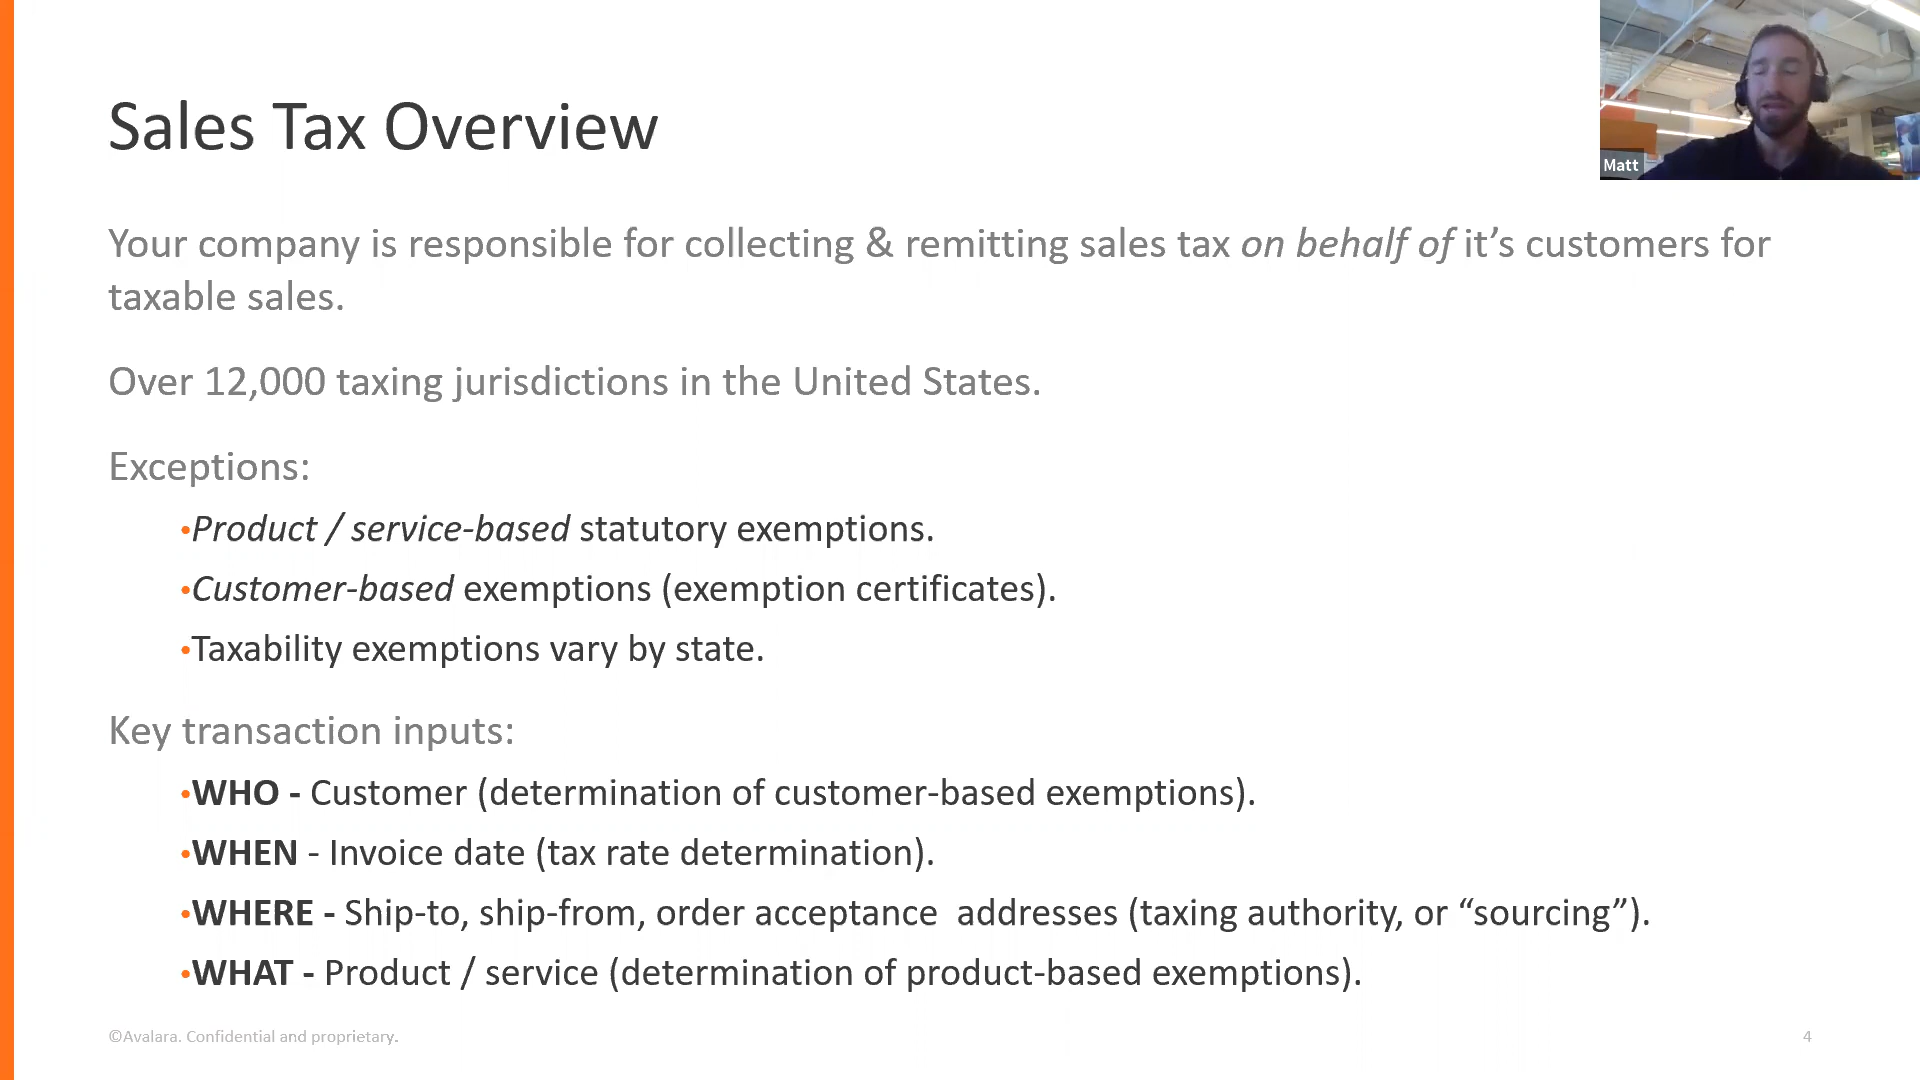 Sales Tax Overview
Matt
Your company is responsible for collecting & remitting sales tax on behalf of it’s customers for
taxable sales.
Over 12,000 taxing jurisdictions in the United States.
Exceptions:
•Product / service-based statutory exemptions.
•Customer-based exemptions (exemption certificates).
•Taxability exemptions vary by state.
Key transaction inputs:
•WHO - Customer (determination of customer-based exemptions).
•WHEN - Invoice date (tax rate determination).
•WHERE - Ship-to, ship-from, order acceptance  addresses (taxing authority, or “sourcing”).
•WHAT - Product / service (determination of product-based exemptions).
©Avalara. Confidential and proprietary.
4